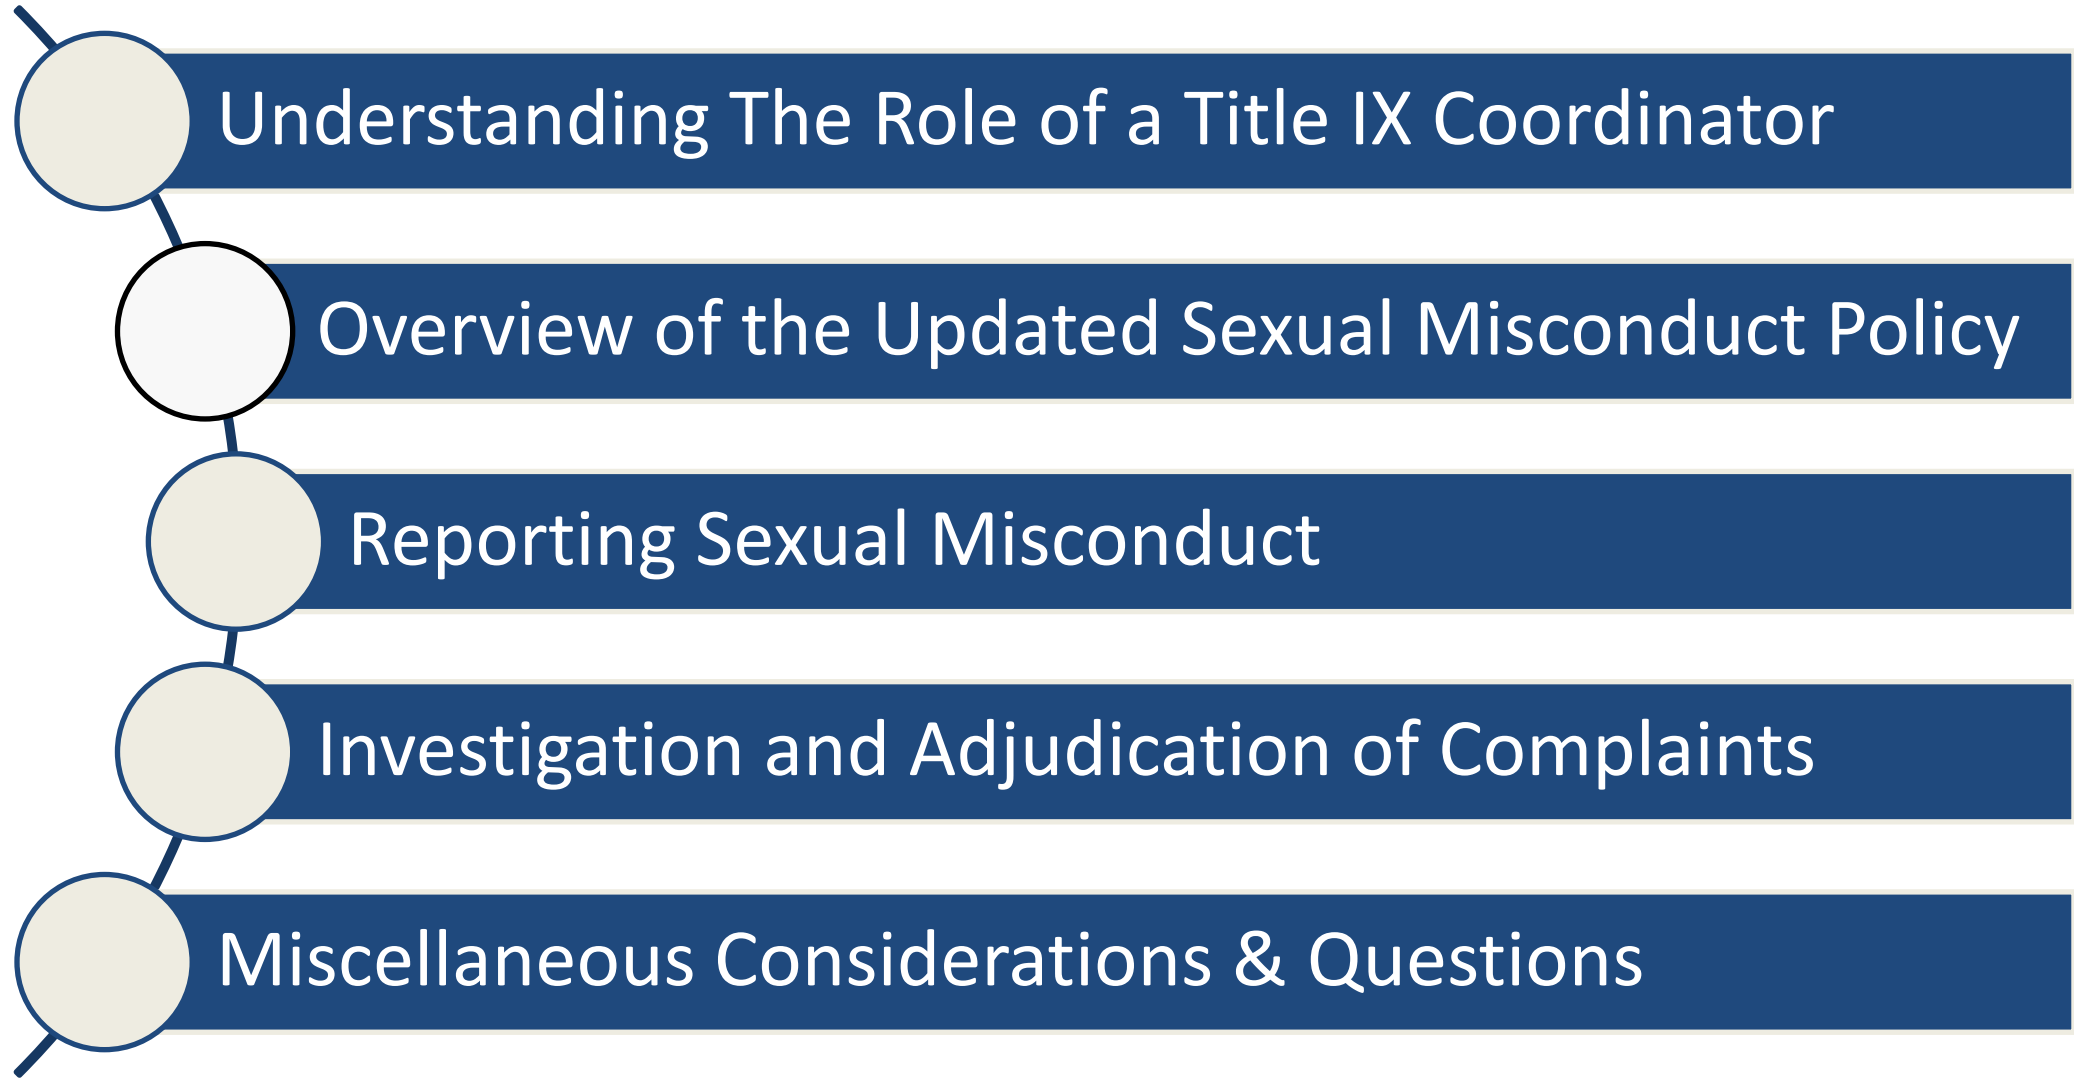 Understanding The Role of a Title IX Coordinator
Overview of the Updated Sexual Misconduct Policy
Reporting Sexual Misconduct
Investigation and Adjudication of Complaints
Miscellaneous Considerations & Questions